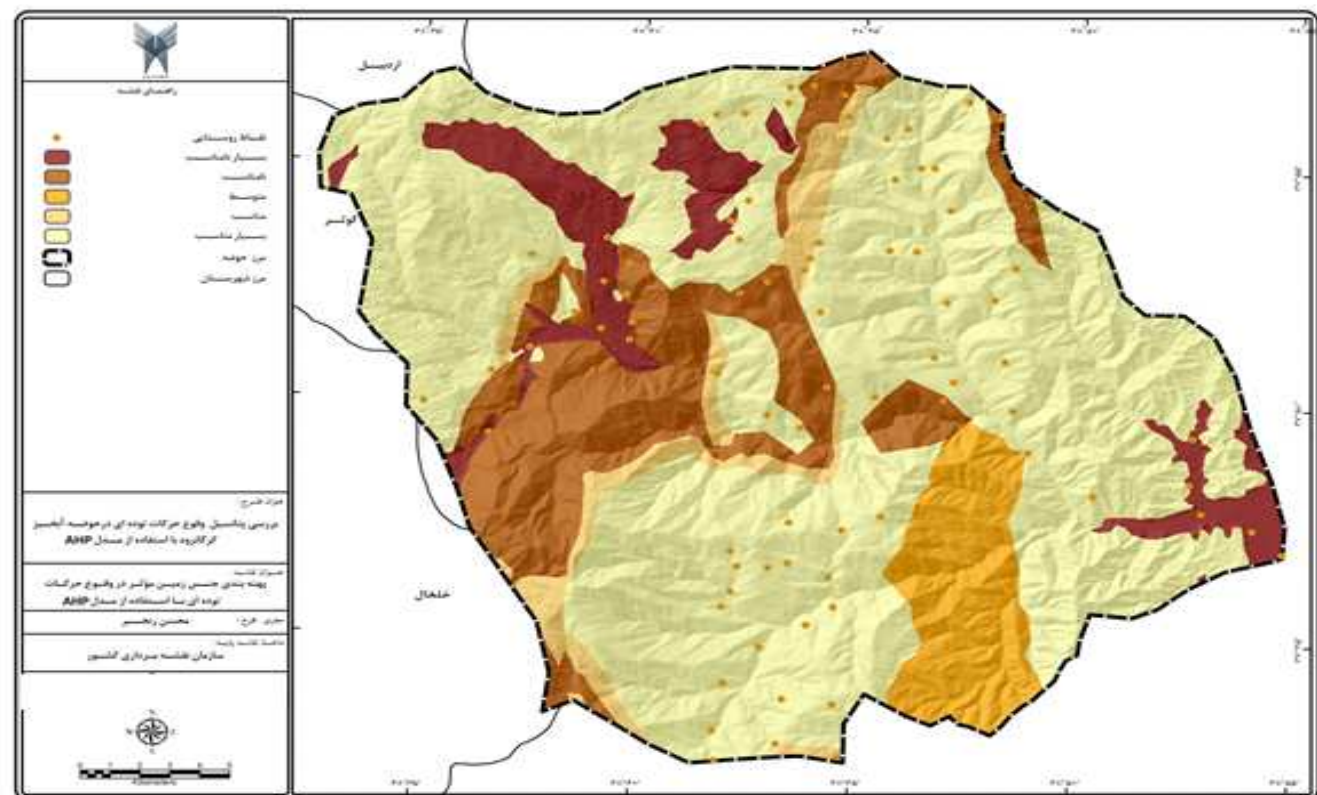 راهنمای نقشه
نقاط روستایی
بسیار نامناسب
نامناسب
متوسط
مناسب
بسیار مناسب
مرز حوضه
مرز شهرستان
عنوان طرح:
بررسی پتانسیل وقوع حرکات توده ای در حوضه آبخیز
کرگانرود با استفاده از مدل AHP
عنوان نقشه
پهنه بندی جنس زمین مؤثر در وقوع حرکات
توده ای با استفاده از مدل AHP
مجری طرح: محسن رنجبر
ماخذ نقشه پایه
سازمان نقشه برداری کشور
Kilometers
اردبیل
کوثر
خلخال